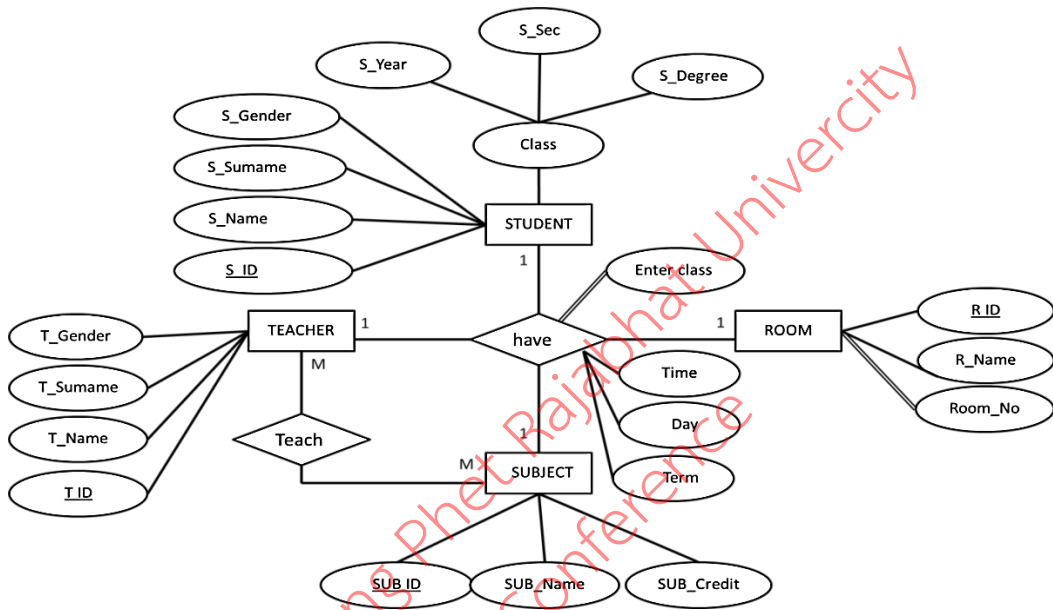 S_Sec
S_Year
S_Degree
S_Gender
Class
S_Sumame
S_Name
STUDENT
S_ID
1
Enter class
T_Gender
TEACHER
1
have
1
ROOM
R ID
M
R_Name
T_Sumame
Time
Room_No
T_Name
Teach
Day
1
M
SUBJECT
Term
T ID
SUB ID
SUB_Name
SUB_Credit
ng Phet Rajabhat Univercity
Conference